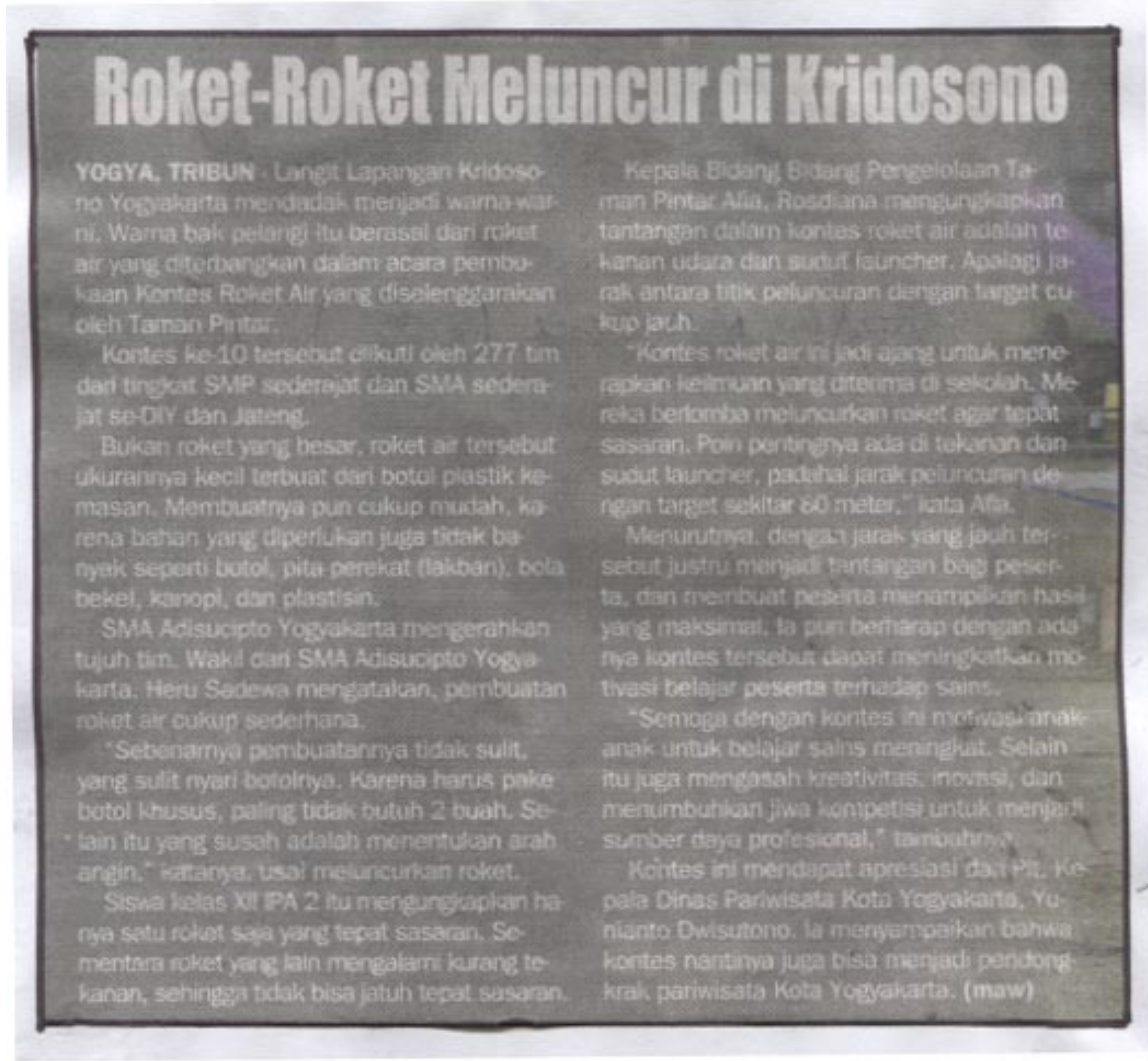 Roket-Roket Meluncur di Kridosono
YOGYA, TRIBUN - Langit Lapangan Kridoso-
no Yogyakarta mendadak menjadi warna war-
ni. Warna bak pelangi itu berasal dari roket
air yang diterbangkan dalam acara pembu-
kaan Kontes Roket Air yang diselenggarakan
oleh Taman Pintar.
Kontes ke-10 tersebut diikuti oleh 277 tim
dari tingkat SMP sederajat dan SMA sedera-
jat se-DIY dan Jateng.
Bukan roket yang besar, roket air tersebut
ukurannya kecil terbuat dari botol plastik ke-
masan. Membuatnya pun cukup mudah, ka-
rena bahan yang diperlukan juga tidak ba-
nyak seperti botol, pita perekat (lakban), bola
bekel, kanopi, dan plastisin.
SMA Adisucipto Yogyakarta mengerahkan
tujuh tim. Wakil dari SMA Adisucipto Yogya-
karta, Heru Sadewa mengatakan, pembuatan
roket air cukup sederhana.
"Sebenarnya pembuatannya tidak sulit,
yang sulit nyari botolnya. Karena harus pake
botol khusus, paling tidak butuh 2 buah. Se-
lain itu yang susah adalah menentukan arah
angin," katanya, usai meluncurkan roket.
Siswa kelas XII IPA 2 itu mengungkapkan ha-
nya satu roket saja yang tepat sasaran. Se-
mentara roket yang lain mengalami kurang te-
kanan, sehingga tidak bisa jatuh tepat sasaran.
Kepala Bidang Bidang Pengelolaan Ta-
man Pintar Afia, Rosdiana mengungkapkan
tantangan dalam kontes roket air adalah te-
kanan udara dan sudut launcher. Apalagi ja-
rak antara titik peluncuran dengan target cu-
kup jauh.
"Kontes roket air ini jadi ajang untuk mene-
rapkan keilmuan yang diterima di sekolah. Me-
reka berlomba meluncurkan roket agar tepat
sasaran. Poin pentingnya ada di tekanan dan
sudut launcher, padahal jarak peluncuran de-
ngan target sekitar 60 meter," kata Afia.
Menurutnya, dengan jarak yang jauh ter-
sebut justru menjadi tantangan bagi peser-
ta, dan membuat peserta menampilkan hasil
yang maksimal. Ia pun berharap dengan ada-
nya kontes tersebut dapat meningkatkan mo-
tivasi belajar peserta terhadap sains.
"Semoga dengan kontes ini motivasi anak-
anak untuk belajar sains meningkat. Selain
itu juga mengasah kreativitas, inovasi, dan
menumbuhkan jiwa kompetisi untuk menjadi
sumber daya profesional," tambahnya.
Kontes ini mendapat apresiasi dari Plt. Ke-
pala Dinas Pariwisata Kota Yogyakarta, Yu-
nianto Dwisutono. Ia menyampaikan bahwa
kontes nantinya juga bisa menjadi pendong-
krak pariwisata Kota Yogyakarta. (maw)